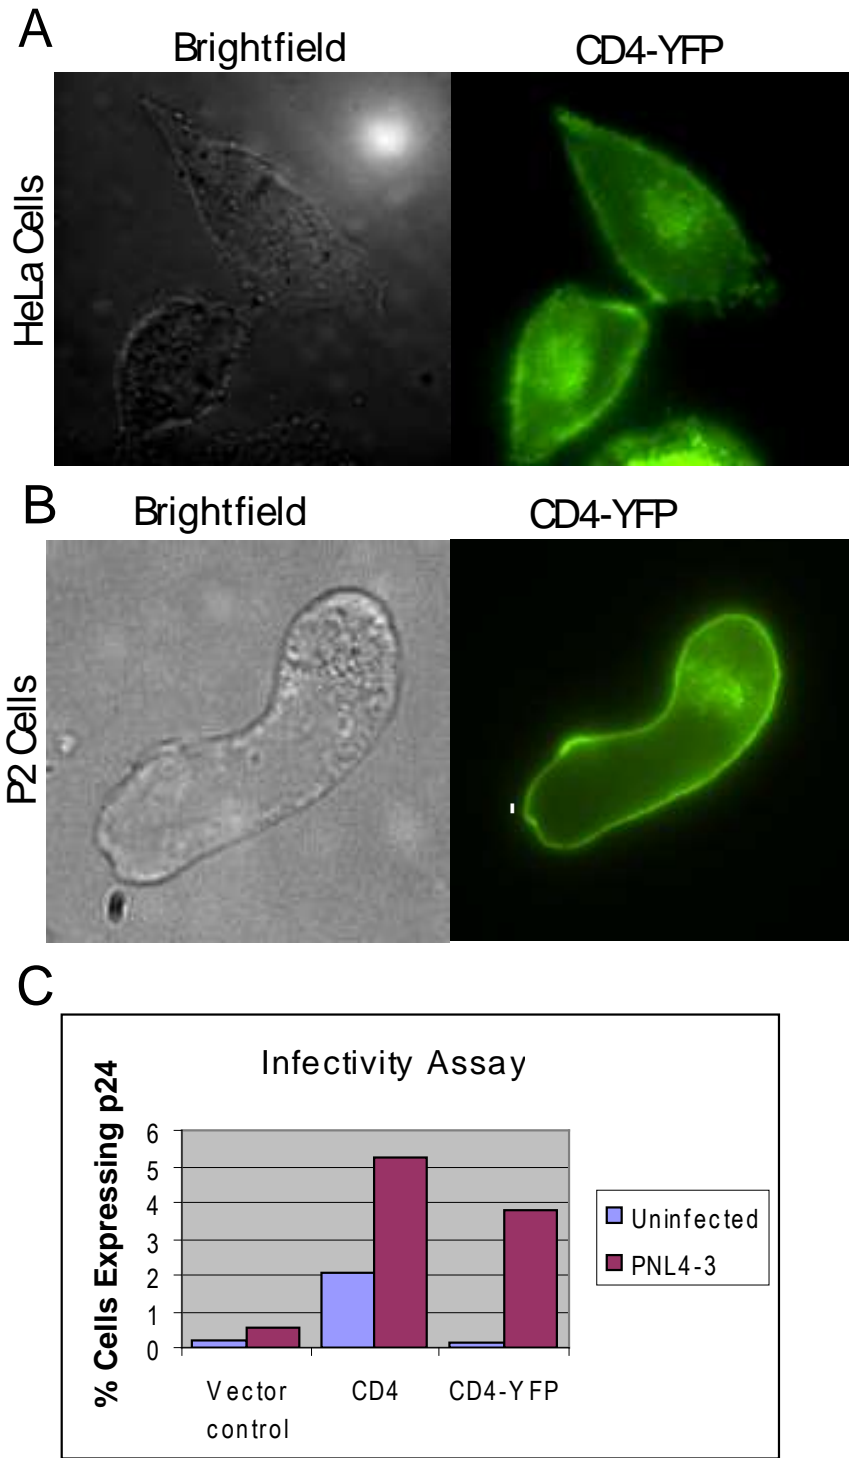 A
Brightfield
CD4-YFP
HeLa Cells
B
Brightfield
CD4-YFP
P2 Cells
C
Infectivity Assay
% Cells Expressing p24
6
5
4
3
2
1
0
Vector control
CD4
CD4-YFP
Uninfected
PNL4-3